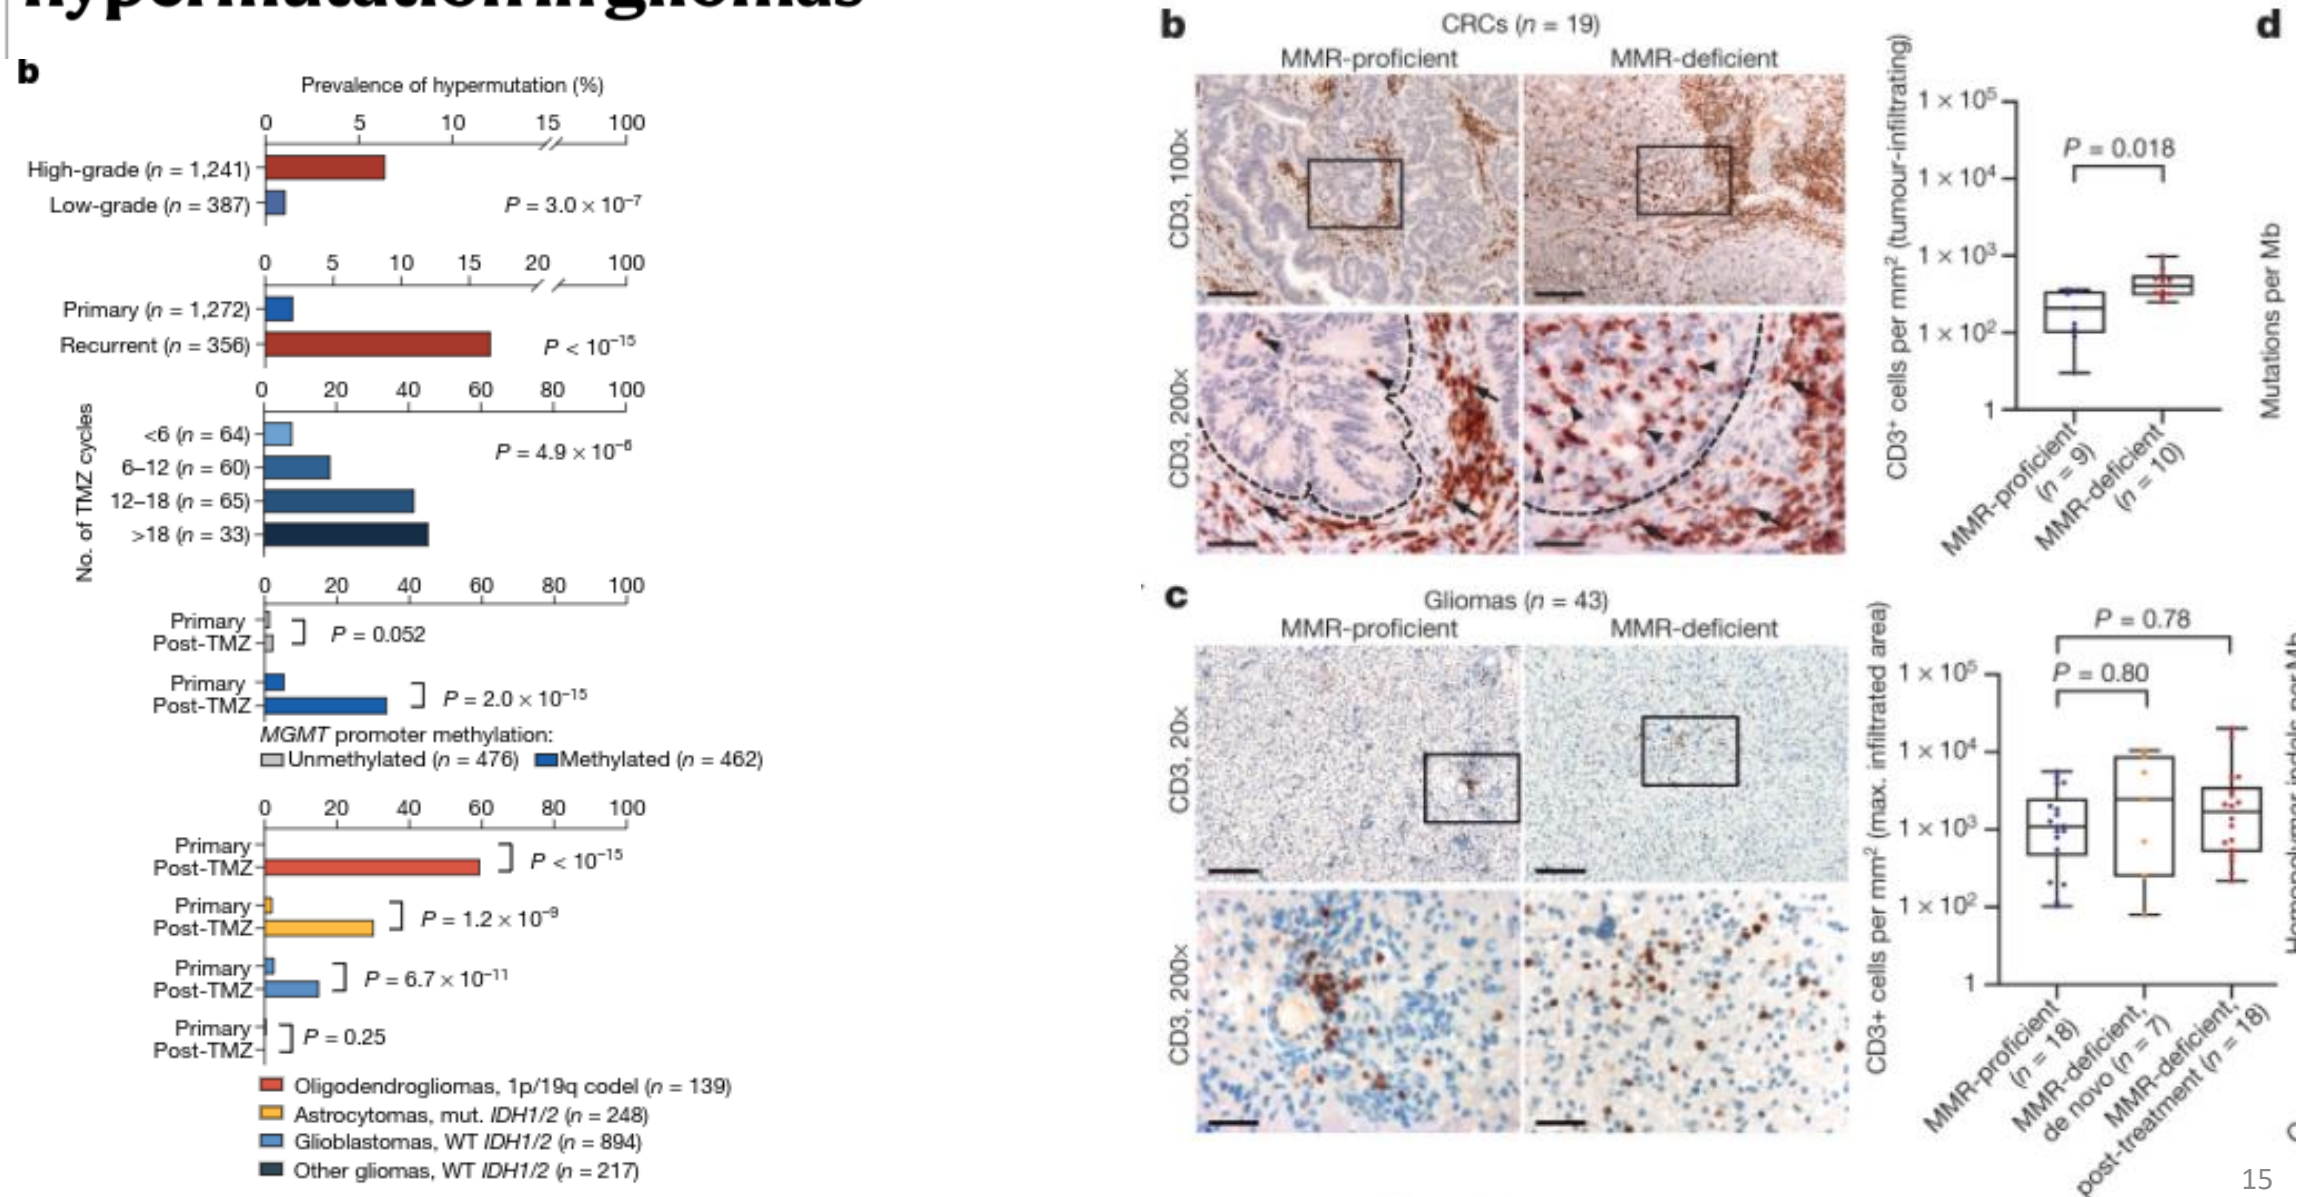 hypermutation in gliomas
b
Prevalence of hypermutation (%)
0 5 10 15 100
High-grade (n = 1,241)
Low-grade (n = 387)
P = 3.0 × 10⁻⁷
0 5 10 15 20 100
Primary (n = 1,272)
Recurrent (n = 356)
P < 10⁻¹⁵
0 20 40 60 80 100
No. of TMZ cycles
<6 (n = 64)
6–12 (n = 60)
12–18 (n = 65)
>18 (n = 33)
P = 4.9 × 10⁻⁶
0 20 40 60 80 100
Primary
Post-TMZ
P = 0.052
Primary
Post-TMZ
P = 2.0 × 10⁻¹⁵
MGMT promoter methylation:
Unmethylated (n = 476) Methylated (n = 462)
0 20 40 60 80 100
Primary
Post-TMZ
P < 10⁻¹⁵
Primary
Post-TMZ
P = 1.2 × 10⁻⁹
Primary
Post-TMZ
P = 6.7 × 10⁻¹¹
Primary
Post-TMZ
P = 0.25
Oligodendrogliomas, 1p/19q codel (n = 139)
Astrocytomas, mut. IDH1/2 (n = 248)
Glioblastomas, WT IDH1/2 (n = 894)
Other gliomas, WT IDH1/2 (n = 217)
b
CRCs (n = 19)
MMR-proficient MMR-deficient
CD3, 100×
CD3, 200×
CD3⁺ cells per mm² (tumour-infiltrating)
1 × 10⁵
1 × 10⁴
1 × 10³
1 × 10²
1
P = 0.018
MMR-proficient
(n = 9)
MMR-deficient
(n = 10)
d
Mutations per Mb
c
Gliomas (n = 43)
MMR-proficient MMR-deficient
CD3, 20×
CD3, 200×
CD3+ cells per mm² (max. infiltrated area)
1 × 10⁵
1 × 10⁴
1 × 10³
1 × 10²
1
P = 0.78
P = 0.80
MMR-proficient
(n = 18)
MMR-deficient,
de novo (n = 7)
MMR-deficient,
post-treatment (n = 18)
15